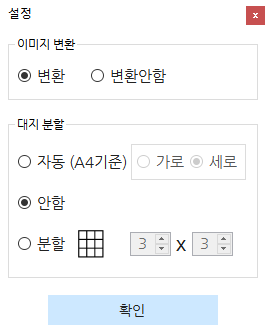 설정 x
이미지 변환
변환 변환안함
대지 분할
자동 (A4기준) 가로 세로
안함
분할 3 x 3
확인